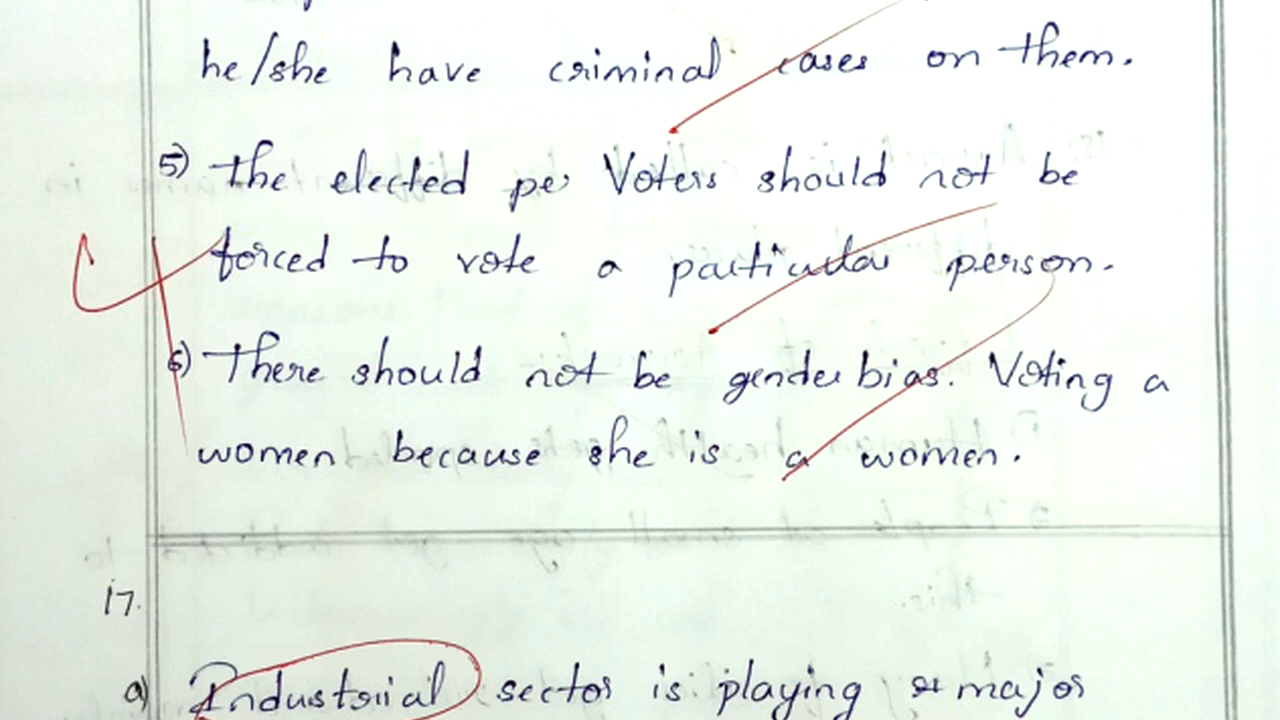 he/she have criminal cases on them.
5) The elected pe Voters should not be
forced to vote a particular person.
6) There should not be gender bias. Voting a
women because she is a women.
17.
a) Industrial sector is playing a major